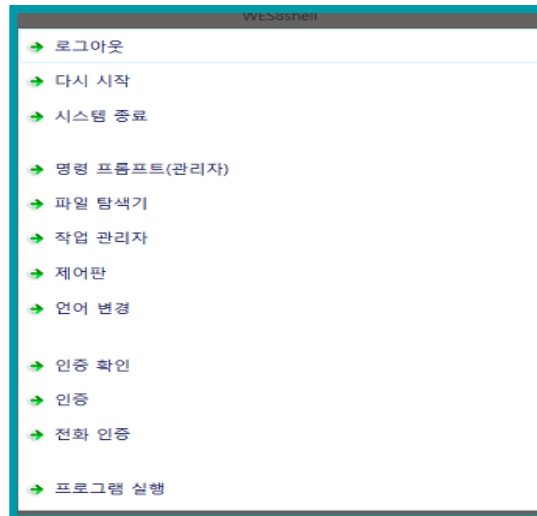 WES8shell
로그아웃
다시 시작
시스템 종료
명령 프롬프트(관리자)
파일 탐색기
작업 관리자
제어판
언어 변경
인증 확인
인증
전화 인증
프로그램 실행